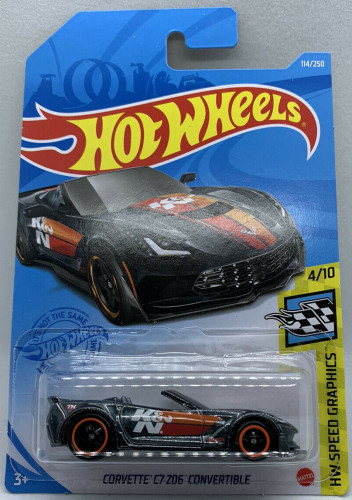 114/250
HOT WHEELS
K&N
4/10
HW SPEED GRAPHICS
IT'S NOT THE SAME
HOT WHEELS
K&N
3+
CORVETTE C7 Z06 CONVERTIBLE
MATTEL